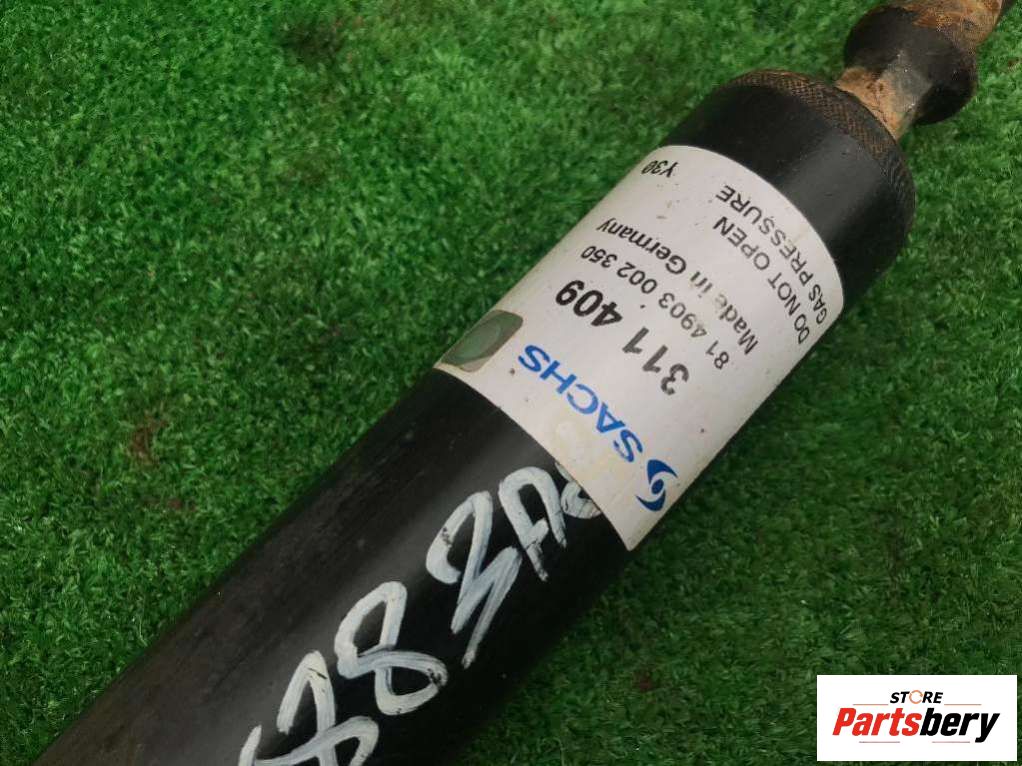 SACHS
311 409
81 4903 002 350
Made in Germany
DO NOT OPEN
GAS PRESSURE
Y30
STORE
Partsbery